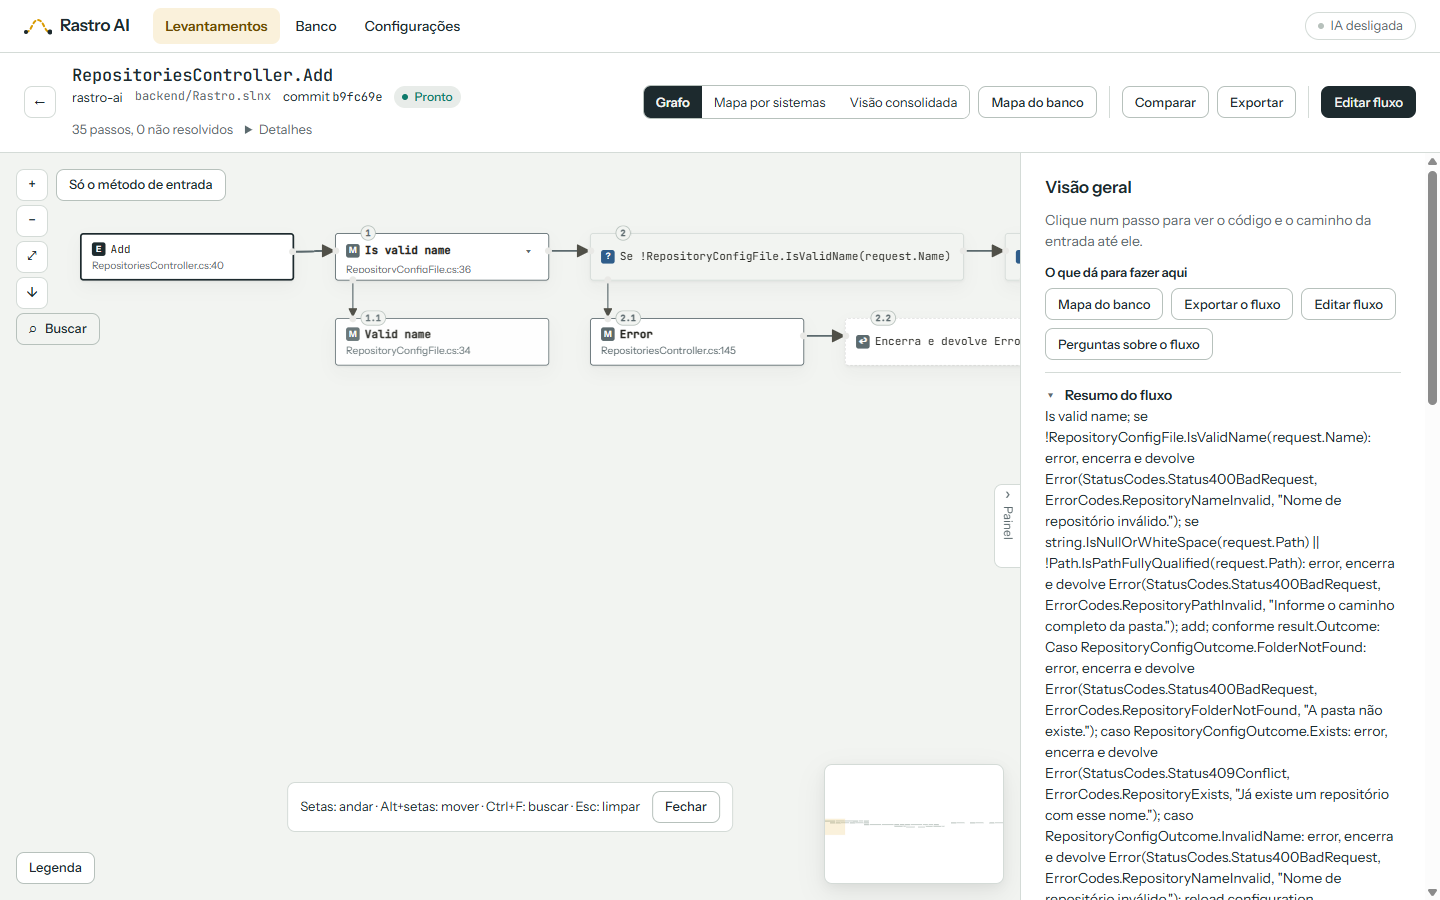 Rastro AI
Levantamentos
Banco
Configurações
IA desligada
←
RepositoriesController.Add
rastro-ai backend/Rastro.slnx commit b9fc69e Pronto
35 passos, 0 não resolvidos ▶ Detalhes
Grafo
Mapa por sistemas
Visão consolidada
Mapa do banco
Comparar
Exportar
Editar fluxo
+
−
Só o método de entrada
Buscar
E Add
RepositoriesController.cs:40
1
M Is valid name
RepositoryConfigFile.cs:36
2
? Se !RepositoryConfigFile.IsValidName(request.Name)
1.1
M Valid name
RepositoryConfigFile.cs:34
2.1
M Error
RepositoriesController.cs:145
2.2
Encerra e devolve Erro
Painel
Setas: andar · Alt+setas: mover · Ctrl+F: buscar · Esc: limpar
Fechar
Legenda
Visão geral
Clique num passo para ver o código e o caminho da
entrada até ele.
O que dá para fazer aqui
Mapa do banco
Exportar o fluxo
Editar fluxo
Perguntas sobre o fluxo
▼ Resumo do fluxo
Is valid name; se
!RepositoryConfigFile.IsValidName(request.Name):
error, encerra e devolve
Error(StatusCodes.Status400BadRequest,
ErrorCodes.RepositoryNameInvalid, "Nome de
repositório inválido."); se
string.IsNullOrWhiteSpace(request.Path) ||
!Path.IsPathFullyQualified(request.Path): error, encerra
e devolve Error(StatusCodes.Status400BadRequest,
ErrorCodes.RepositoryPathInvalid, "Informe o caminho
completo da pasta."); add; conforme result.Outcome:
Caso RepositoryConfigOutcome.FolderNotFound:
error, encerra e devolve
Error(StatusCodes.Status400BadRequest,
ErrorCodes.RepositoryFolderNotFound, "A pasta não
existe."); caso RepositoryConfigOutcome.Exists: error,
encerra e devolve
Error(StatusCodes.Status409Conflict,
ErrorCodes.RepositoryExists, "Já existe um repositório
com esse nome."); caso
RepositoryConfigOutcome.InvalidName: error, encerra
e devolve Error(StatusCodes.Status400BadRequest,
ErrorCodes.RepositoryNameInvalid, "Nome de
repositório inválido."); reload configuration